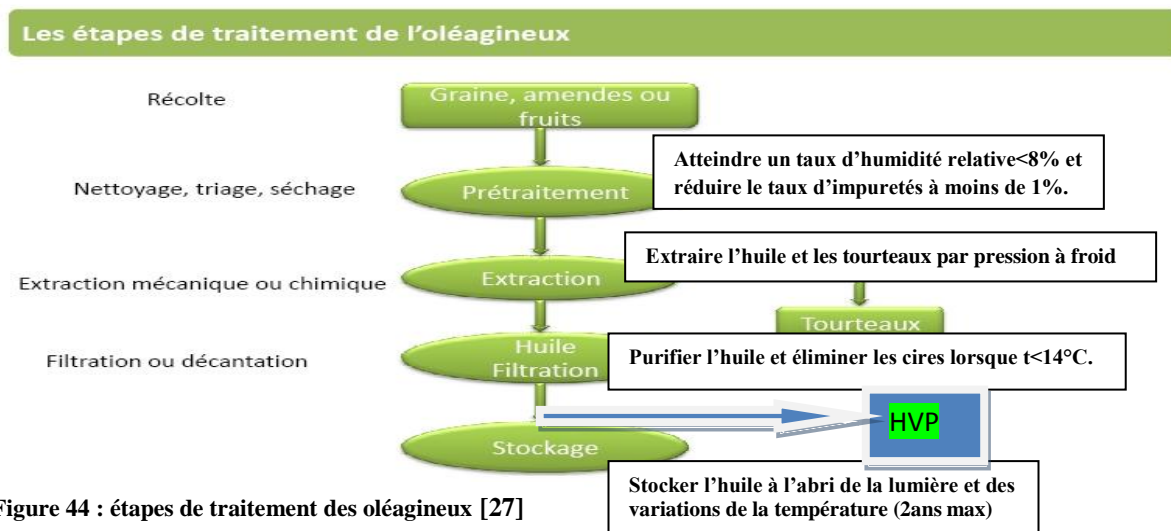 Les étapes de traitement de l'oléagineux
Récolte
Graine, amendes ou
fruits
Atteindre un taux d'humidité relative<8% et
réduire le taux d'impuretés à moins de 1%.
Nettoyage, triage, séchage
Prétraitement
Extraire l'huile et les tourteaux par pression à froid
Extraction mécanique ou chimique
Extraction
Tourteaux
Filtration ou décantation
Huile
Filtration
Purifier l'huile et éliminer les cires lorsque t<14°C.
HVP
Stockage
Stocker l'huile à l'abri de la lumière et des
variations de la température (2ans max)
Figure 44 : étapes de traitement des oléagineux [27]